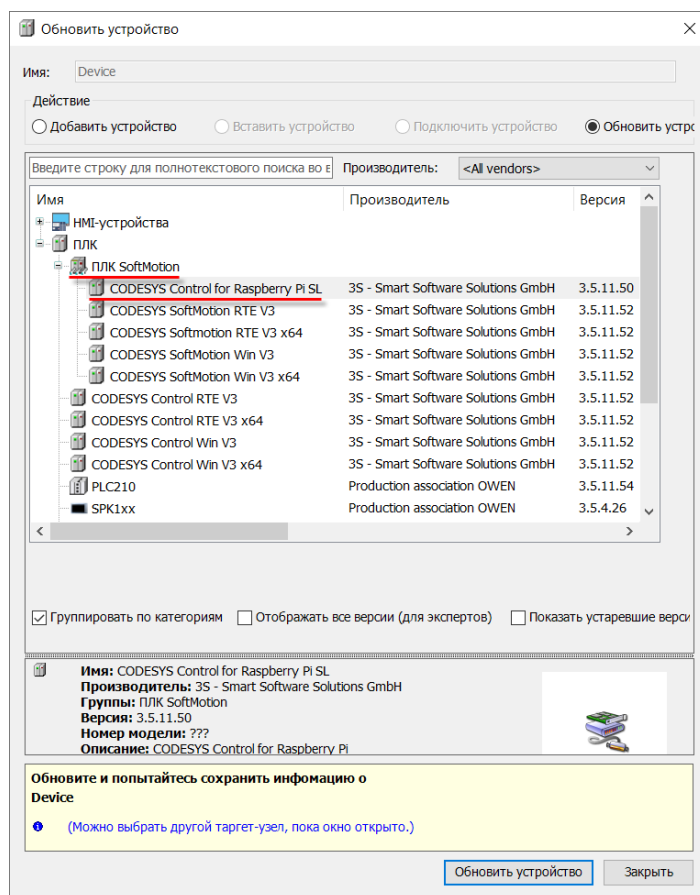 Обновить устройство
Имя: Device
Действие
Добавить устройство Вставить устройство Подключить устройство Обновить устро
Введите строку для полнотекстового поиска во в Производитель: <All vendors>
Имя Производитель Версия
HMI-устройства
ПЛК
ПЛК SoftMotion
CODESYS Control for Raspberry Pi SL 3S - Smart Software Solutions GmbH 3.5.11.50
CODESYS SoftMotion RTE V3 3S - Smart Software Solutions GmbH 3.5.11.52
CODESYS Softmotion RTE V3 x64 3S - Smart Software Solutions GmbH 3.5.11.52
CODESYS SoftMotion Win V3 3S - Smart Software Solutions GmbH 3.5.11.52
CODESYS SoftMotion Win V3 x64 3S - Smart Software Solutions GmbH 3.5.11.52
CODESYS Control RTE V3 3S - Smart Software Solutions GmbH 3.5.11.52
CODESYS Control RTE V3 x64 3S - Smart Software Solutions GmbH 3.5.11.52
CODESYS Control Win V3 3S - Smart Software Solutions GmbH 3.5.11.52
CODESYS Control Win V3 x64 3S - Smart Software Solutions GmbH 3.5.11.52
PLC210 Production association OWEN 3.5.11.54
SPK1xx Production association OWEN 3.5.4.26
Группировать по категориям Отображать все версии (для экспертов) Показать устаревшие верси
Имя: CODESYS Control for Raspberry Pi SL
Производитель: 3S - Smart Software Solutions GmbH
Группы: ПЛК SoftMotion
Версия: 3.5.11.50
Номер модели: ???
Описание: CODESYS Control for Raspberry Pi
Обновите и попытайтесь сохранить инфомацию о
Device
(Можно выбрать другой таргет-узел, пока окно открыто.)
Обновить устройство Закрыть